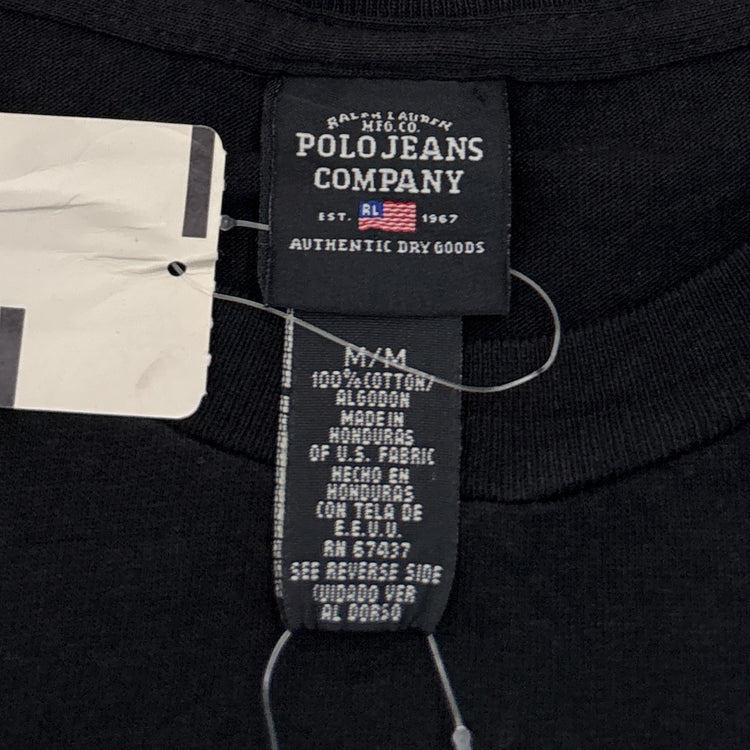 RALPH LAUREN
MFG. CO.
POLO JEANS
COMPANY
EST. RL 1967
AUTHENTIC DRY GOODS
M/M
100% COTTON/
ALGODON
MADE IN
HONDURAS
OF U.S. FABRIC
HECHO EN
HONDURAS
CON TELA DE
E.E.U.U.
RN 67437
SEE REVERSE SIDE
CUIDADO VER
AL DORSO